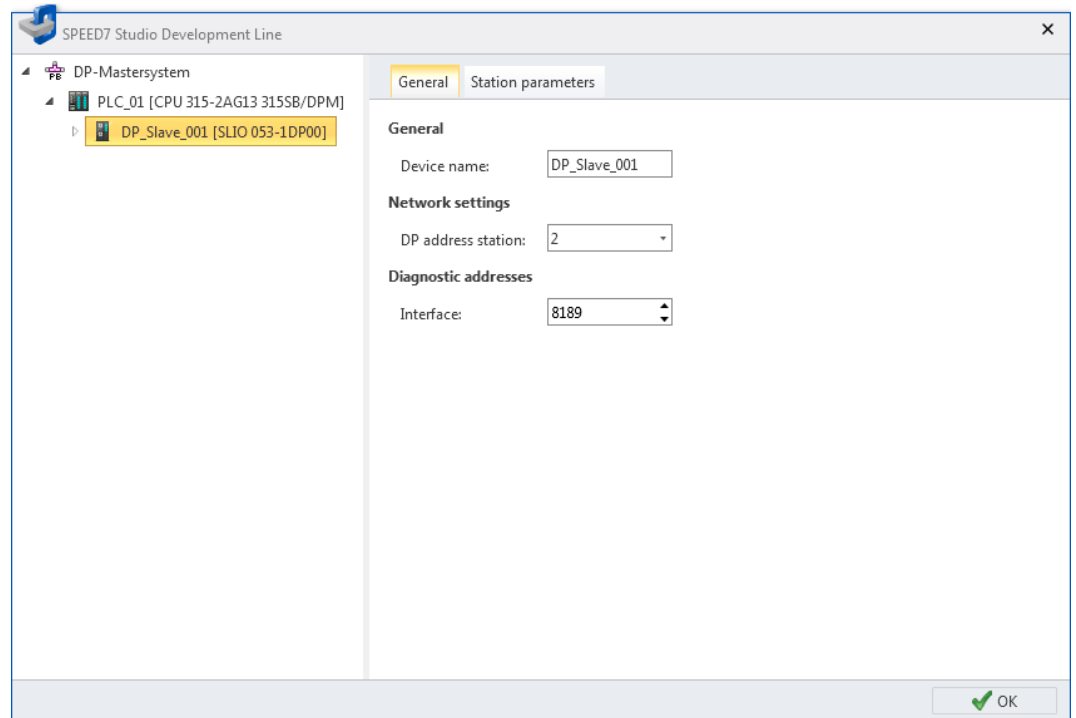 SPEED7 Studio Development Line
PB DP-Mastersystem
PLC_01 [CPU 315-2AG13 315SB/DPM]
DP_Slave_001 [SLIO 053-1DP00]
General Station parameters
General
Device name: DP_Slave_001
Network settings
DP address station: 2
Diagnostic addresses
Interface: 8189
OK